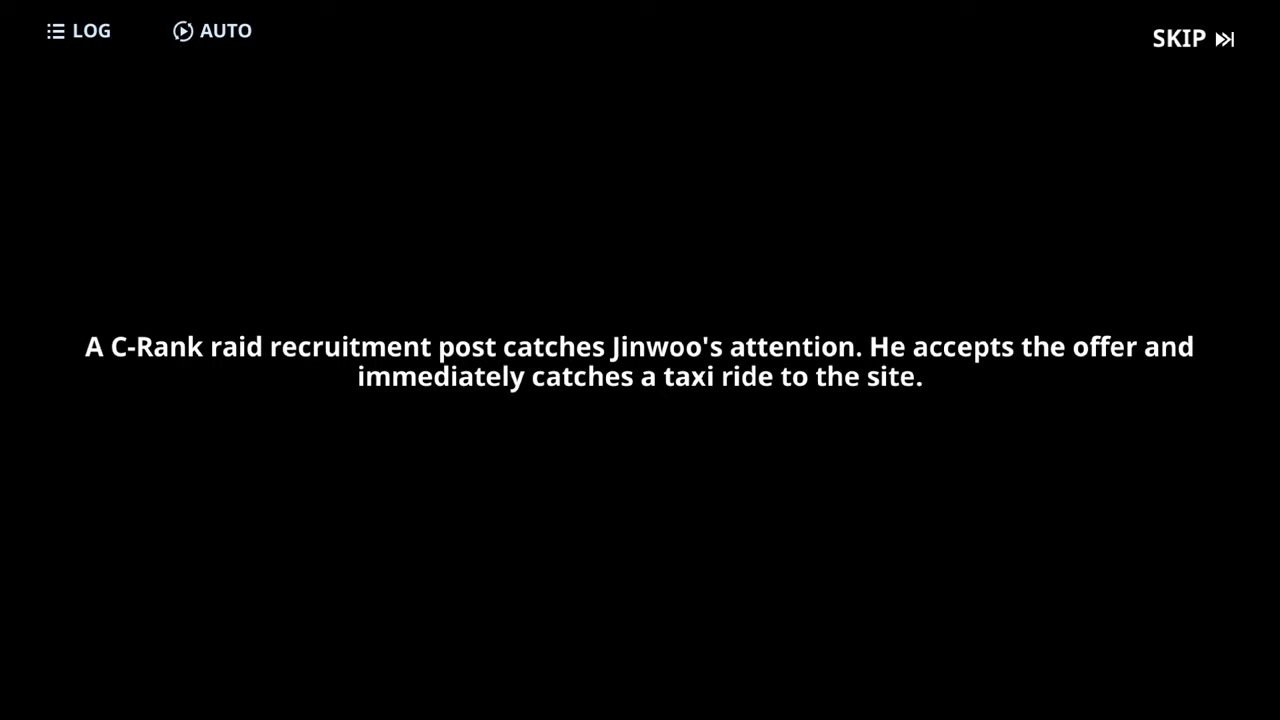 LOG
AUTO
SKIP
A C-Rank raid recruitment post catches Jinwoo's attention. He accepts the offer and
immediately catches a taxi ride to the site.